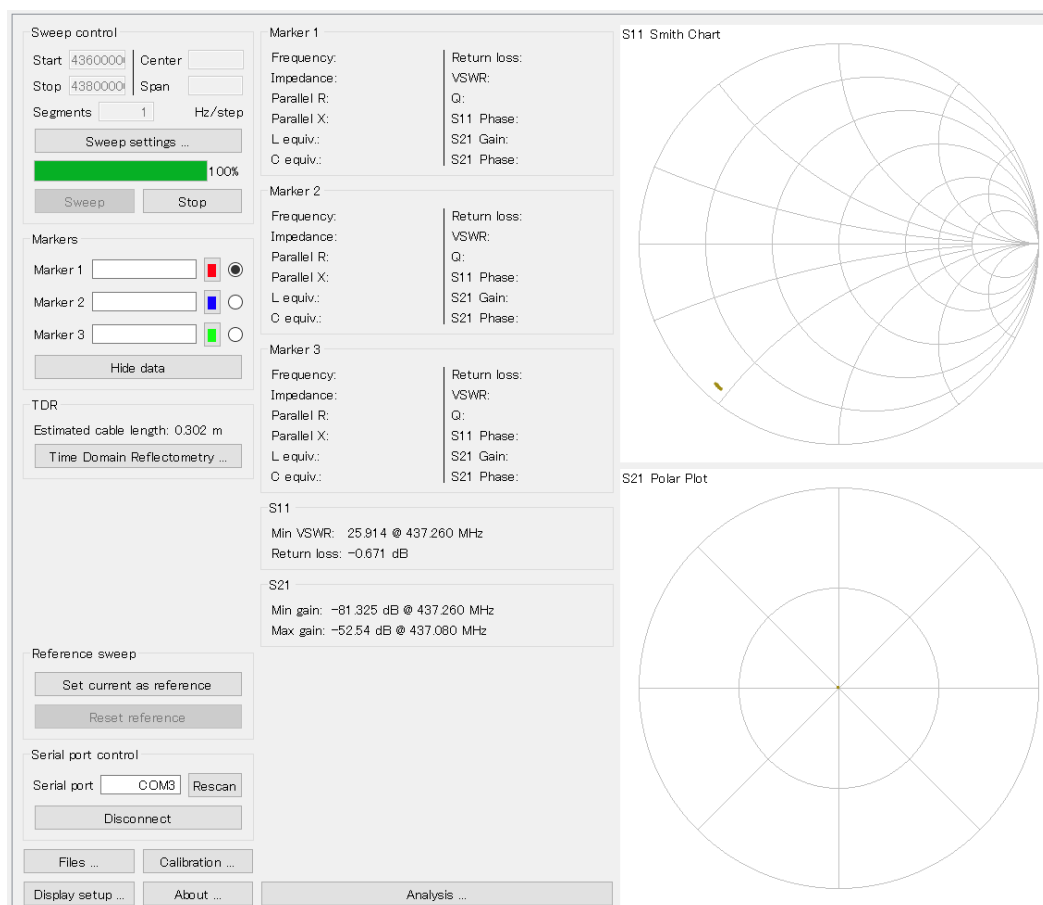 Sweep control
Start 4360000 Center
Stop 4380000 Span
Segments 1 Hz/step
Sweep settings ...
100%
Sweep Stop
Markers
Marker 1
Marker 2
Marker 3
Hide data
TDR
Estimated cable length: 0.302 m
Time Domain Reflectometry ...
Reference sweep
Set current as reference
Reset reference
Serial port control
Serial port COM3 Rescan
Disconnect
Files ... Calibration ...
Display setup ... About ...
Marker 1
Frequency: Return loss:
Impedance: VSWR:
Parallel R: Q:
Parallel X: S11 Phase:
L equiv.: S21 Gain:
C equiv.: S21 Phase:
Marker 2
Frequency: Return loss:
Impedance: VSWR:
Parallel R: Q:
Parallel X: S11 Phase:
L equiv.: S21 Gain:
C equiv.: S21 Phase:
Marker 3
Frequency: Return loss:
Impedance: VSWR:
Parallel R: Q:
Parallel X: S11 Phase:
L equiv.: S21 Gain:
C equiv.: S21 Phase:
S11
Min VSWR: 25.914 @ 437.260 MHz
Return loss: -0.671 dB
S21
Min gain: -81.325 dB @ 437.260 MHz
Max gain: -52.54 dB @ 437.080 MHz
Analysis ...
S11 Smith Chart
S21 Polar Plot